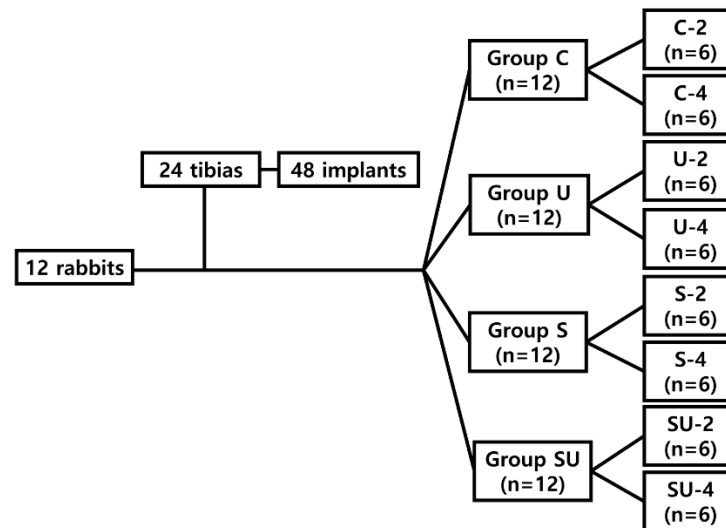 12 rabbits
24 tibias
48 implants
Group C
(n=12)
C-2
(n=6)
C-4
(n=6)
Group U
(n=12)
U-2
(n=6)
U-4
(n=6)
Group S
(n=12)
S-2
(n=6)
S-4
(n=6)
Group SU
(n=12)
SU-2
(n=6)
SU-4
(n=6)